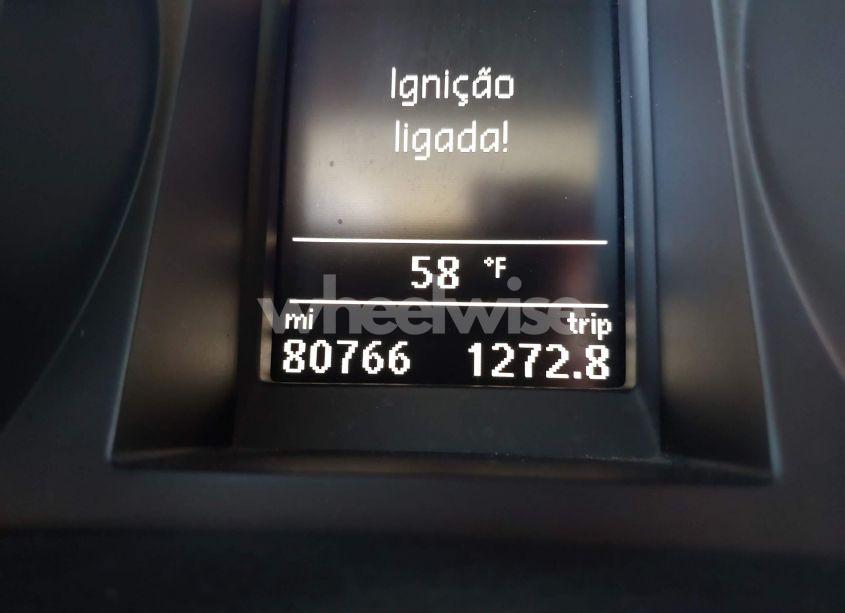 Ignição
ligada!
58 °F
wheelwise
mi trip
80766 1272.8